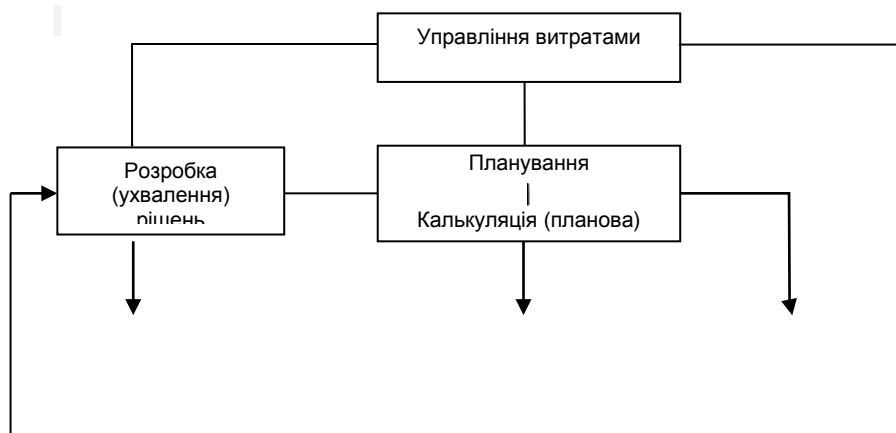 Управління витратами
Розробка
(ухвалення)
рішень
Планування
Калькуляція (планова)